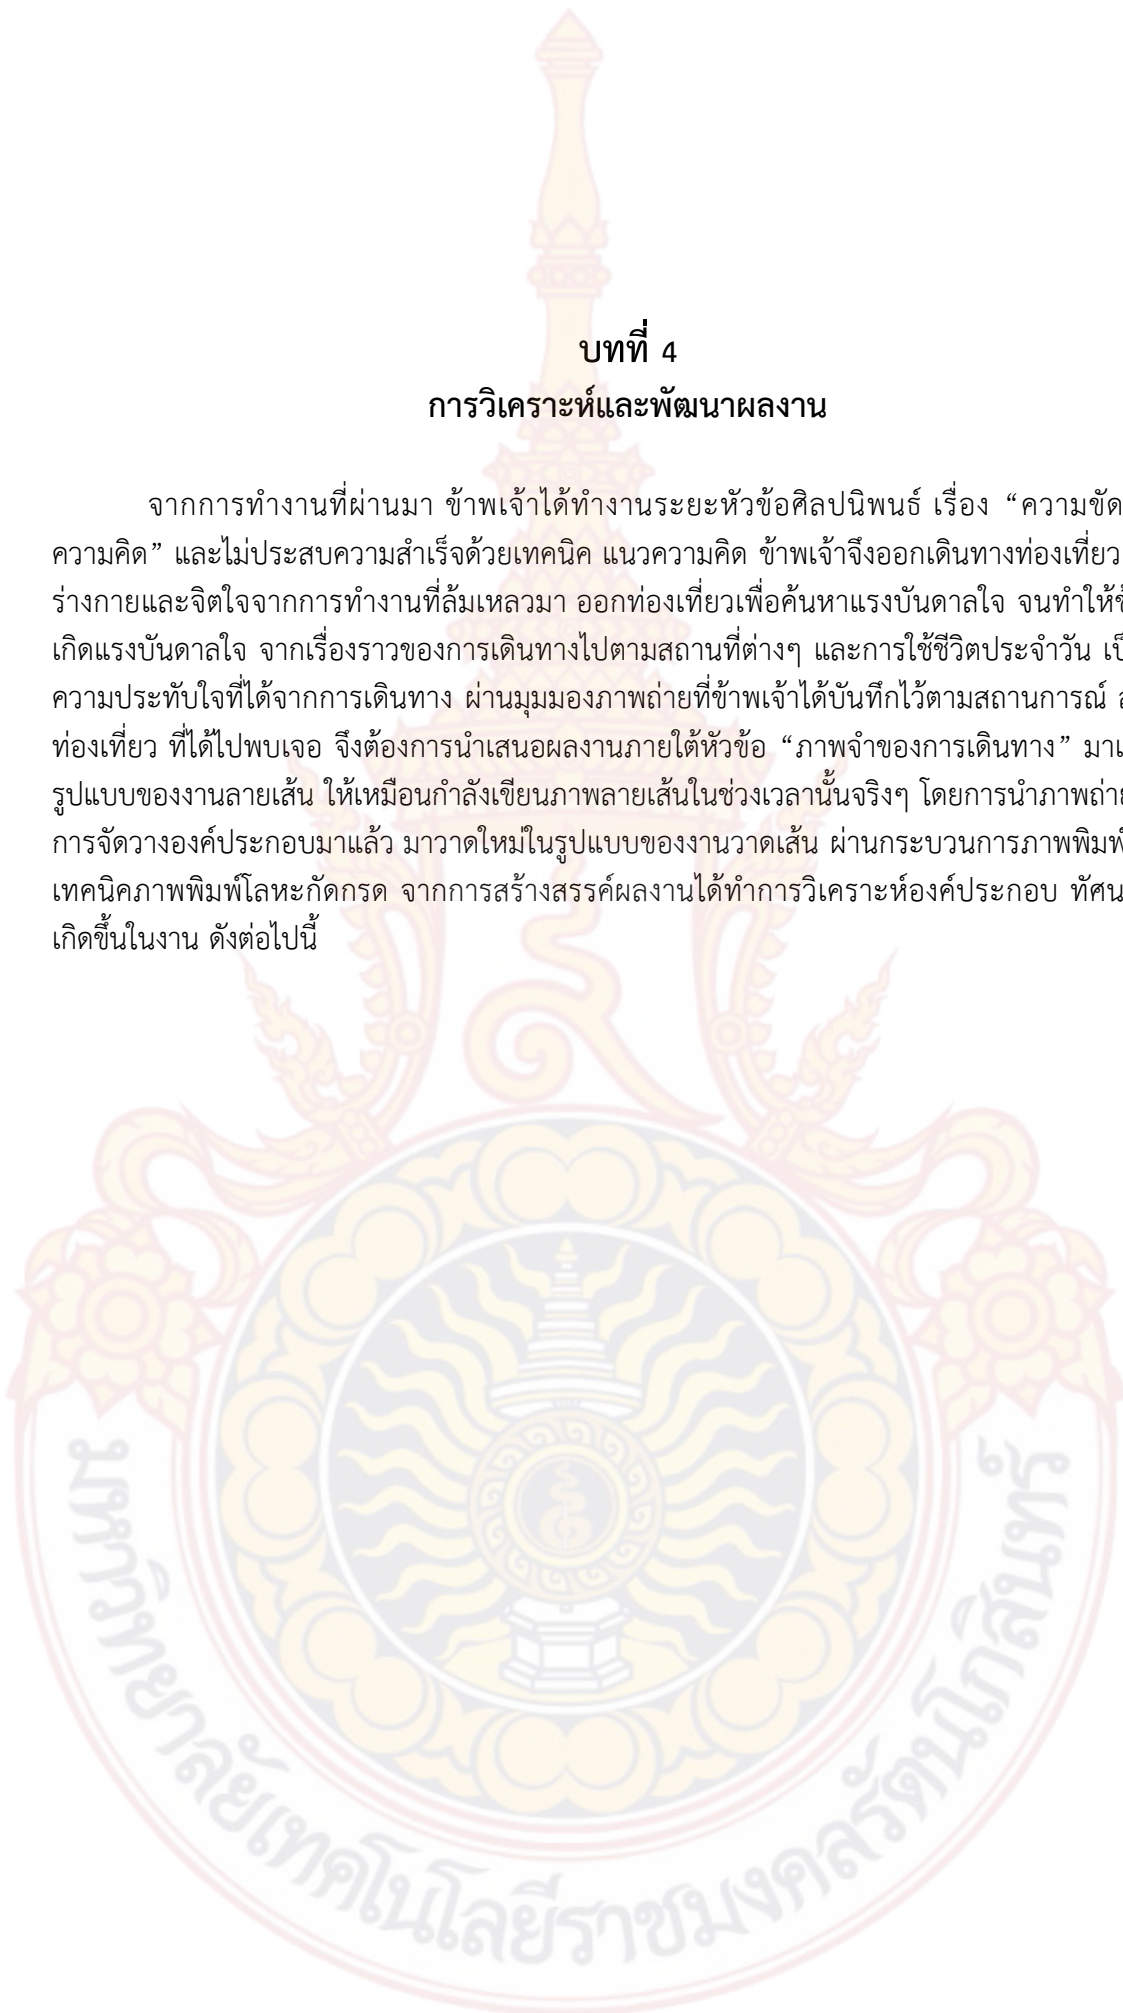 บทที่ 4
การวิเคราะห์และพัฒนาผลงาน
จากการทำงานที่ผ่านมา ข้าพเจ้าได้ทำงานระยะหัวข้อศิลปนิพนธ์ เรื่อง “ความขัด
ความคิด” และไม่ประสบความสำเร็จด้วยเทคนิค แนวความคิด ข้าพเจ้าจึงออกเดินทางท่องเที่ยว
ร่างกายและจิตใจจากการทำงานที่ล้มเหลวมา ออกท่องเที่ยวเพื่อค้นหาแรงบันดาลใจ จนทำให้
เกิดแรงบันดาลใจ จากเรื่องราวของการเดินทางไปตามสถานที่ต่างๆ และการใช้ชีวิตประจำวัน
ความประทับใจที่ได้จากการเดินทาง ผ่านมุมมองภาพถ่ายที่ข้าพเจ้าได้บันทึกไว้ตามสถานการณ์
ท่องเที่ยว ที่ได้ไปพบเจอ จึงต้องการนำเสนอผลงานภายใต้หัวข้อ “ภาพจำของการเดินทาง”
รูปแบบของงานลายเส้น ให้เหมือนกำลังเขียนภาพลายเส้นในช่วงเวลานั้นจริงๆ โดยการนำภาพถ่าย
การจัดวางองค์ประกอบมาแล้ว มาวาดใหม่ในรูปแบบของงานวาดเส้น ผ่านกระบวนการภาพพิมพ์
เทคนิคภาพพิมพ์โลหะกัดกรด จากการสร้างสรรค์ผลงานได้ทำการวิเคราะห์องค์ประกอบ ทัศน
เกิดขึ้นในงาน ดังต่อไปนี้
มหาวิทยาลัยเทคโนโลยีราชมงคลรัตนโกสินทร์